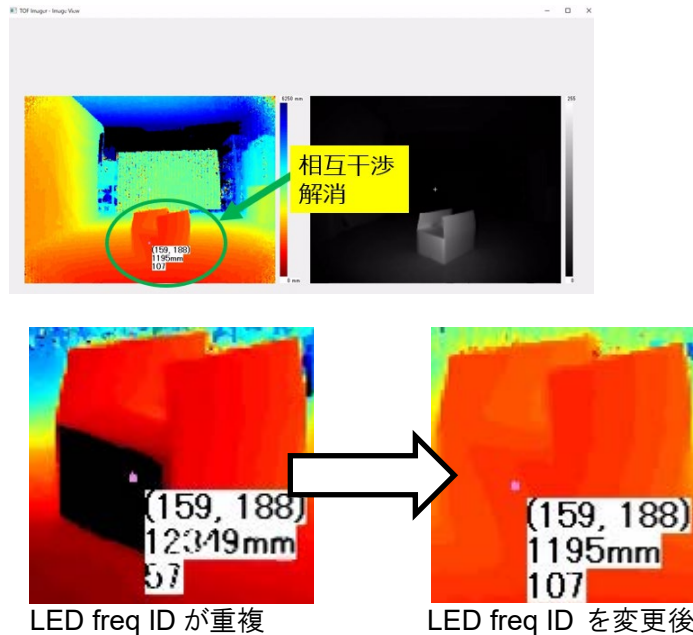 TOF Imager - Image View
6250 mm
255
相互干渉
解消
(159, 188)
1195mm
107
0 mm
0
(159, 188)
12349mm
57
(159, 188)
1195mm
107
LED freq ID が重複
LED freq ID を変更後